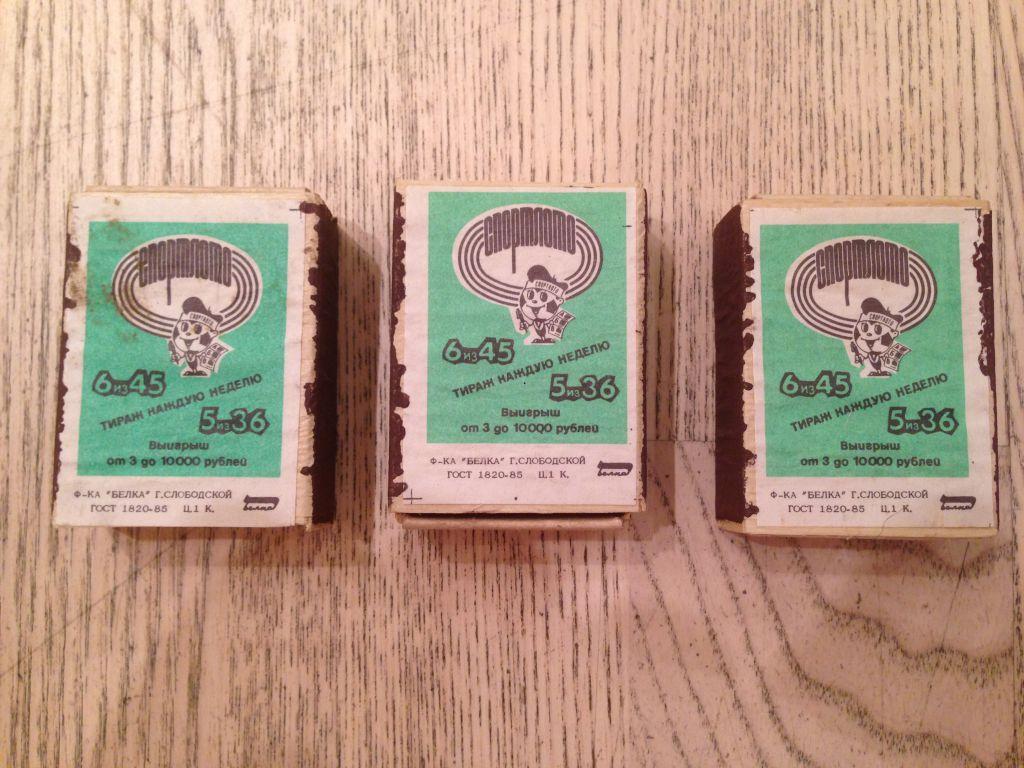 спортлото
СПОРТЛОТО
6 из 45
ТИРАЖ КАЖДУЮ НЕДЕЛЮ
5 из 36
Выигрыш
от 3 до 10000 рублей
Ф-КА "БЕЛКА" Г.СЛОБОДСКОЙ
ГОСТ 1820-85 Ц.1 К.
Белка
спортлото
СПОРТЛОТО
6 из 45
ТИРАЖ КАЖДУЮ НЕДЕЛЮ
5 из 36
Выигрыш
от 3 до 10000 рублей
Ф-КА "БЕЛКА" Г.СЛОБОДСКОЙ
ГОСТ 1820-85 Ц.1 К.
Белка
спортлото
СПОРТЛОТО
6 из 45
ТИРАЖ КАЖДУЮ НЕДЕЛЮ
5 из 36
Выигрыш
от 3 до 10000 рублей
Ф-КА "БЕЛКА" Г.СЛОБОДСКОЙ
ГОСТ 1820-85 Ц.1 К.
Белка